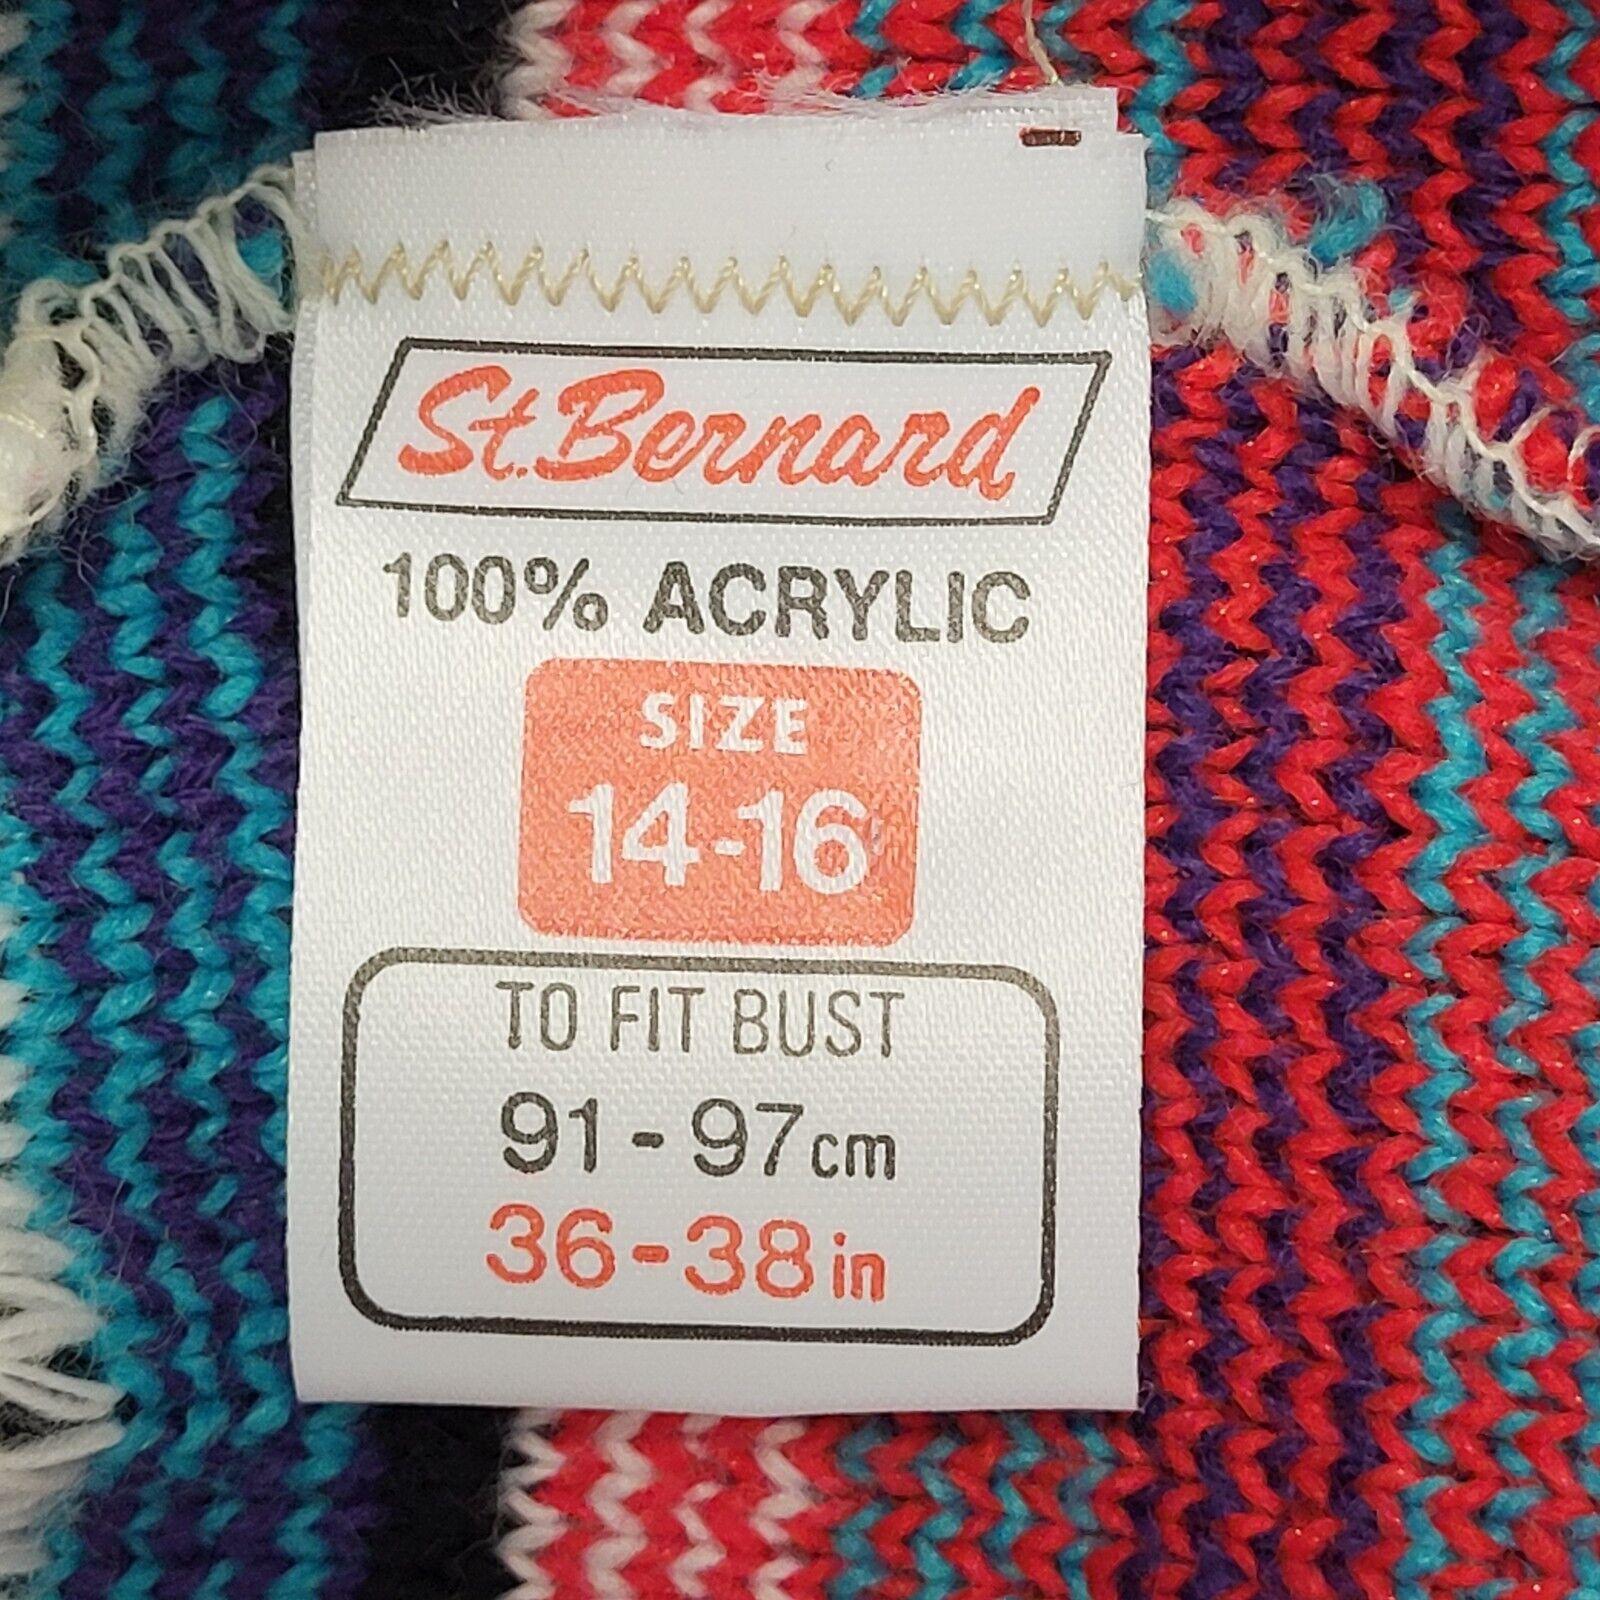 St.Bernard
100% ACRYLIC
SIZE
14-16
TO FIT BUST
91 - 97cm
36-38in